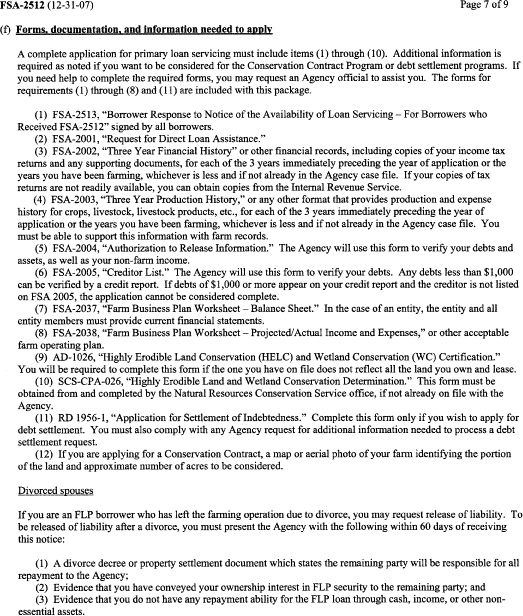 FSA-2512 (12-31-07) Page 7 of 9
(f) Forms, documentation, and information needed to apply
A complete application for primary loan servicing must include items (1) through (10). Additional information is
required as noted if you want to be considered for the Conservation Contract Program or debt settlement programs. If
you need help to complete the required forms, you may request an Agency official to assist you. The forms for
requirements (1) through (8) and (11) are included with this package.
(1) FSA-2513, “Borrower Response to Notice of the Availability of Loan Servicing – For Borrowers who
Received FSA-2512” signed by all borrowers.
(2) FSA-2001, “Request for Direct Loan Assistance.”
(3) FSA-2002, “Three Year Financial History” or other financial records, including copies of your income tax
returns and any supporting documents, for each of the 3 years immediately preceding the year of application or the
years you have been farming, whichever is less and if not already in the Agency case file. If your copies of tax
returns are not readily available, you can obtain copies from the Internal Revenue Service.
(4) FSA-2003, “Three Year Production History,” or any other format that provides production and expense
history for crops, livestock, livestock products, etc., for each of the 3 years immediately preceding the year of
application or the years you have been farming, whichever is less and if not already in the Agency case file. You
must be able to support this information with farm records.
(5) FSA-2004, “Authorization to Release Information.” The Agency will use this form to verify your debts and
assets, as well as your non-farm income.
(6) FSA-2005, “Creditor List.” The Agency will use this form to verify your debts. Any debts less than $1,000
can be verified by a credit report. If debts of $1,000 or more appear on your credit report and the creditor is not listed
on FSA 2005, the application cannot be considered complete.
(7) FSA-2037, “Farm Business Plan Worksheet – Balance Sheet.” In the case of an entity, the entity and all
entity members must provide current financial statements.
(8) FSA-2038, “Farm Business Plan Worksheet – Projected/Actual Income and Expenses,” or other acceptable
farm operating plan.
(9) AD-1026, “Highly Erodible Land Conservation (HELC) and Wetland Conservation (WC) Certification.”
You will be required to complete this form if the one you have on file does not reflect all the land you own and lease.
(10) SCS-CPA-026, “Highly Erodible Land and Wetland Conservation Determination.” This form must be
obtained from and completed by the Natural Resources Conservation Service office, if not already on file with the
Agency.
(11) RD 1956-1, “Application for Settlement of Indebtedness.” Complete this form only if you wish to apply for
debt settlement. You must also comply with any Agency request for additional information needed to process a debt
settlement request.
(12) If you are applying for a Conservation Contract, a map or aerial photo of your farm identifying the portion
of the land and approximate number of acres to be considered.
Divorced spouses
If you are an FLP borrower who has left the farming operation due to divorce, you may request release of liability. To
be released of liability after a divorce, you must present the Agency with the following within 60 days of receiving
this notice:
(1) A divorce decree or property settlement document which states the remaining party will be responsible for all
repayment to the Agency;
(2) Evidence that you have conveyed your ownership interest in FLP security to the remaining party; and
(3) Evidence that you do not have any repayment ability for the FLP loan through cash, income, or other non-
essential assets.